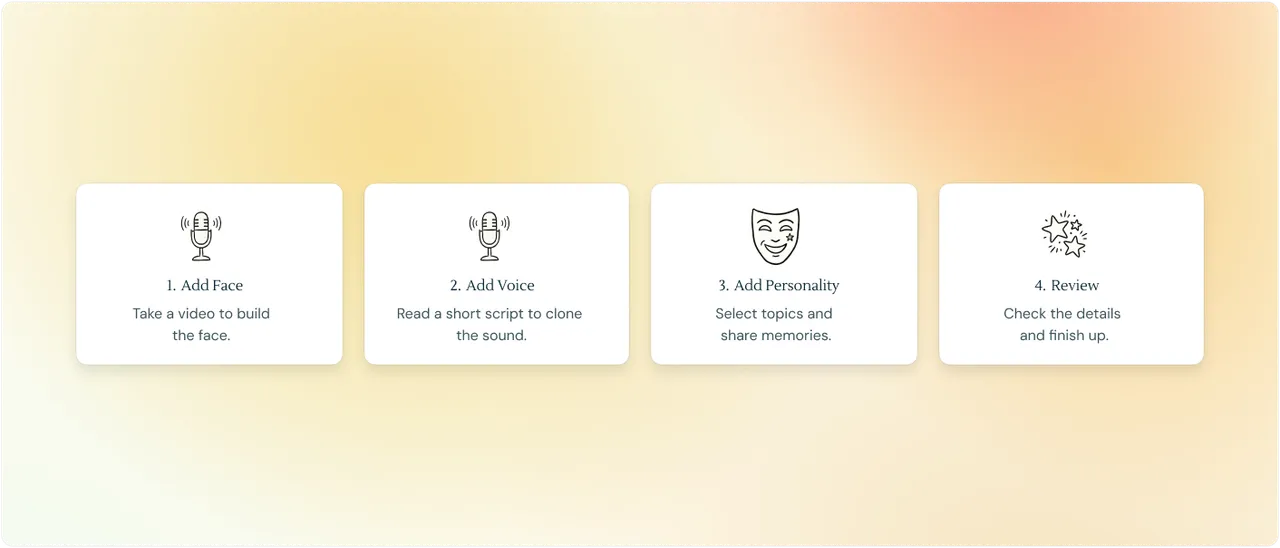 1. Add Face
Take a video to build
the face.
2. Add Voice
Read a short script to clone
the sound.
3. Add Personality
Select topics and
share memories.
4. Review
Check the details
and finish up.